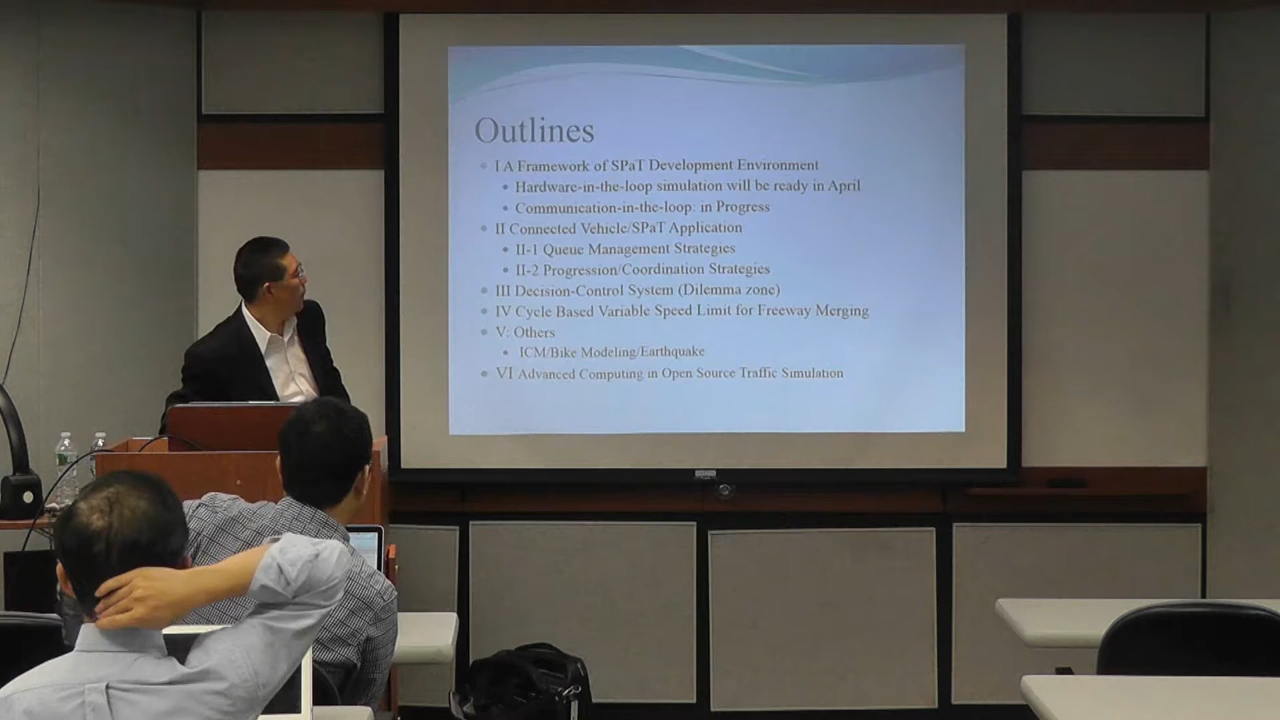 Outlines
I A Framework of SPaT Development Environment
Hardware-in-the-loop simulation will be ready in April
Communication-in-the-loop: in Progress
II Connected Vehicle/SPaT Application
II-1 Queue Management Strategies
II-2 Progression/Coordination Strategies
III Decision-Control System (Dilemma zone)
IV Cycle Based Variable Speed Limit for Freeway Merging
V: Others
ICM/Bike Modeling/Earthquake
VI Advanced Computing in Open Source Traffic Simulation